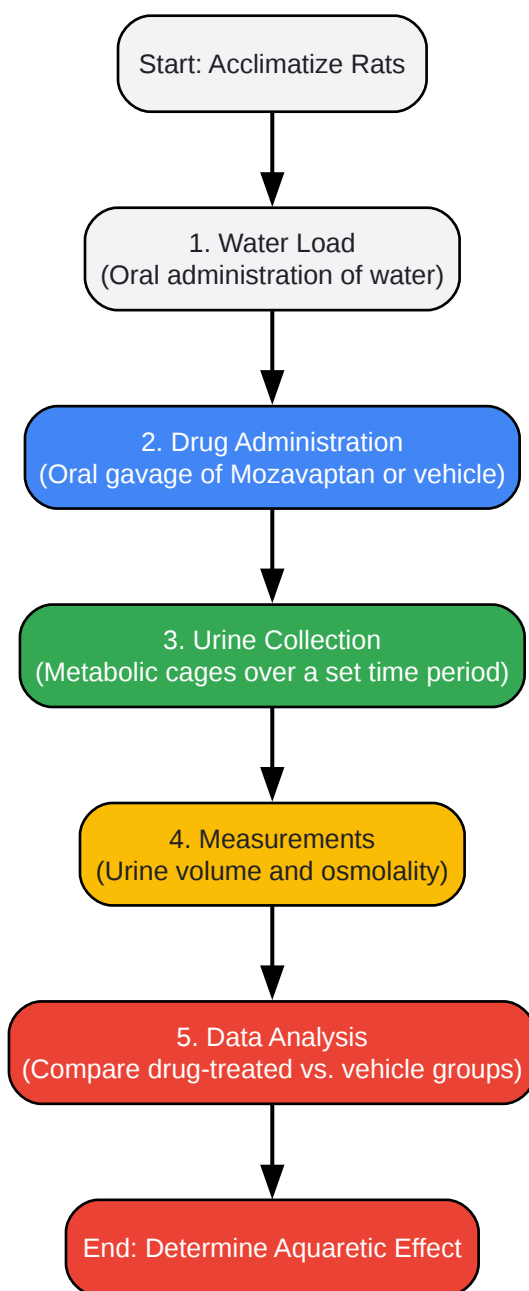 Start: Acclimatize Rats
1. Water Load
(Oral administration of water)
2. Drug Administration
(Oral gavage of Mozavaptan or vehicle)
3. Urine Collection
(Metabolic cages over a set time period)
4. Measurements
(Urine volume and osmolality)
5. Data Analysis
(Compare drug-treated vs. vehicle groups)
End: Determine Aquaretic Effect